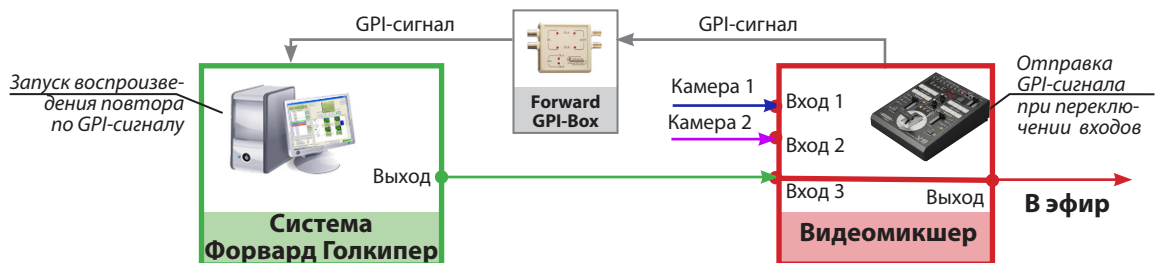 GPI-сигнал
GPI-сигнал
Forward
GPI-Box
Запуск воспроизве-
дения повтора
по GPI-сигналу
Выход
Система
Форвард Голкипер
Камера 1
Камера 2
Вход 1
Вход 2
Вход 3
Выход
Видеомикшер
Отправка
GPI-сигнала
при переклю-
чении входов
В эфир